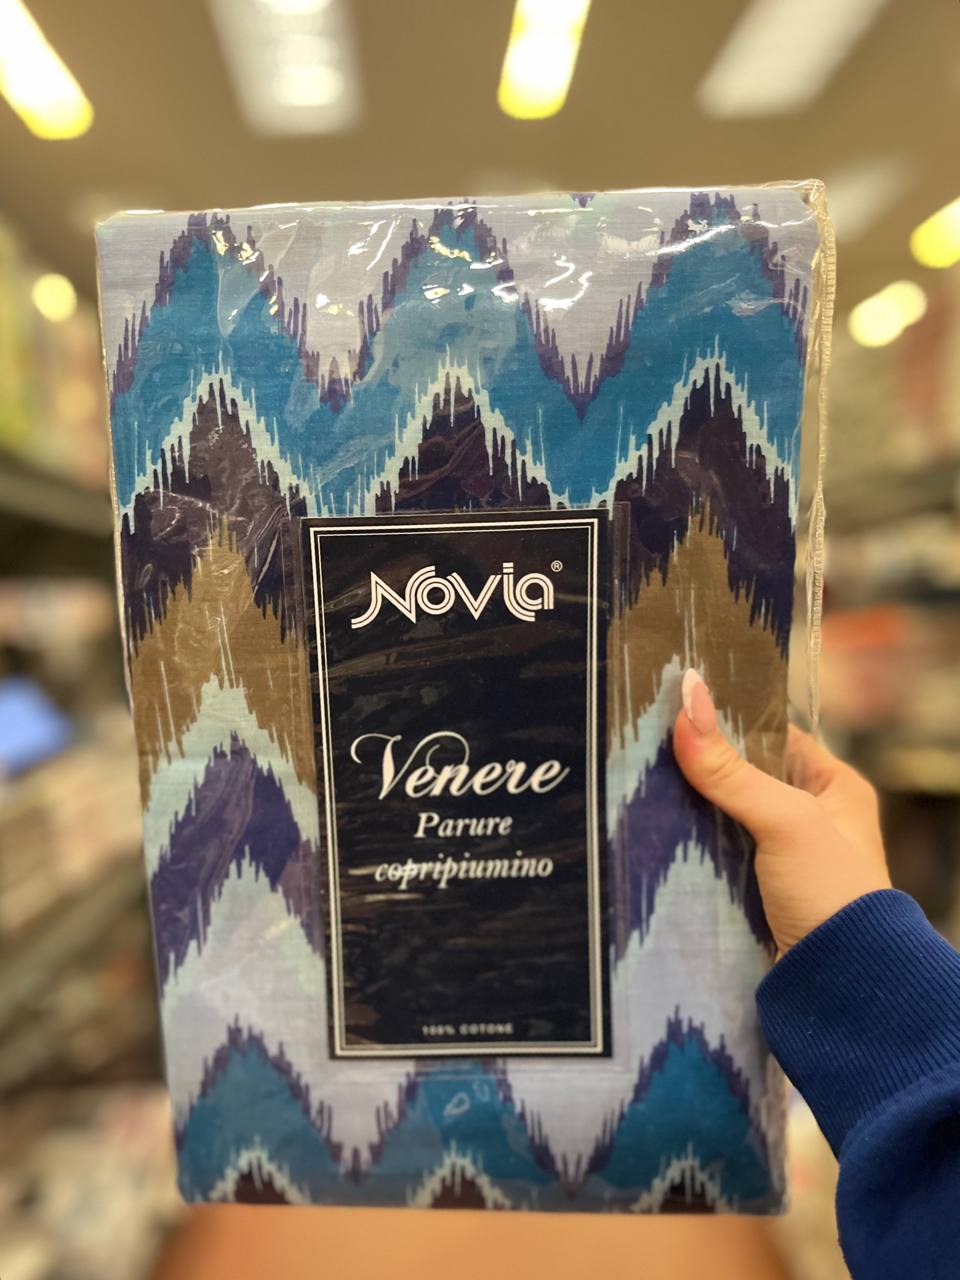 Novia®
Venere
Parure
copripiumino
100% COTONE